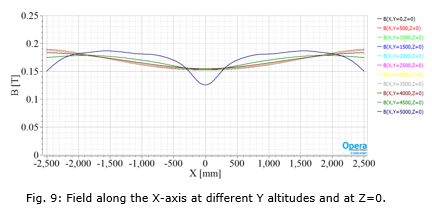 0.25
0.2
0.15
0.1
0.05
0
B [T]
-2,500 -2,000 -1,500 -1,000 -500 0 500 1,000 1,500 2,000 2,500
X [mm]
B(X,Y=0,Z=0)
B(X,Y=500,Z=0)
B(X,Y=1000,Z=0)
B(X,Y=1500,Z=0)
B(X,Y=2000,Z=0)
B(X,Y=2500,Z=0)
B(X,Y=3500,Z=0)
B(X,Y=4000,Z=0)
B(X,Y=4500,Z=0)
B(X,Y=5000,Z=0)
Opera
Fig. 9: Field along the X-axis at different Y altitudes and at Z=0.